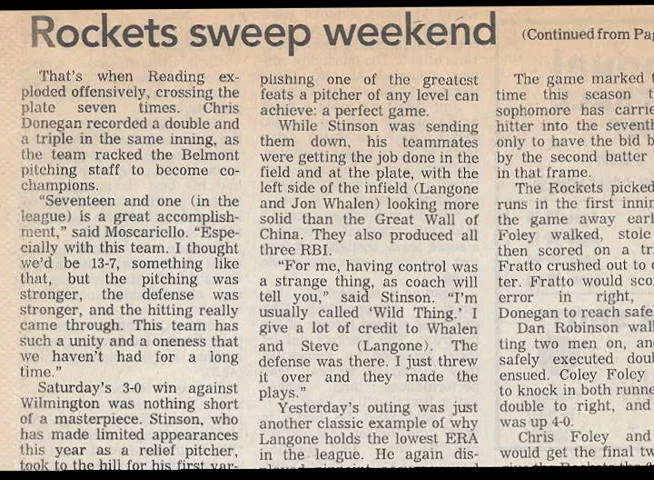 Rockets sweep weekend
(Continued from
That's when Reading ex-
ploded offensively, crossing the
plate seven times. Chris
Donegan recorded a double and
a triple in the same inning, as
the team racked the Belmont
pitching staff to become co-
champions.
"Seventeen and one (in the
league) is a great accomplish-
ment," said Moscariello. "Espe-
cially with this team. I thought
we'd be 13-7, something like
that, but the pitching was
stronger, the defense was
stronger, and the hitting really
came through. This team has
such a unity and a oneness that
we haven't had for a long
time."
Saturday's 3-0 win against
Wilmington was nothing short
of a masterpiece. Stinson, who
has made limited appearances
this year as a relief pitcher,
took to the hill for his first var-
plishing one of the greatest
feats a pitcher of any level can
achieve: a perfect game.
While Stinson was sending
them down, his teammates
were getting the job done in the
field and at the plate, with the
left side of the infield (Langone
and Jon Whalen) looking more
solid than the Great Wall of
China. They also produced all
three RBI.
"For me, having control was
a strange thing, as coach will
tell you," said Stinson. "I'm
usually called 'Wild Thing.' I
give a lot of credit to Whalen
and Steve (Langone). The
defense was there. I just threw
it over and they made the
plays."
Yesterday's outing was just
another classic example of why
Langone holds the lowest ERA
in the league. He again dis-
The game marked
time this season
sophomore has
hitter into the
only to have the bid
by the second batter
in that frame.
The Rockets picked
runs in the first
the game away
Foley walked, stole
then scored on a
Fratto crushed out to
ter. Fratto would
error in right,
Donegan to reach
Dan Robinson
ting two men on,
safely executed
ensued. Coley Foley
to knock in both
double to right, and
was up 4-0.
Chris Foley and
would get the final